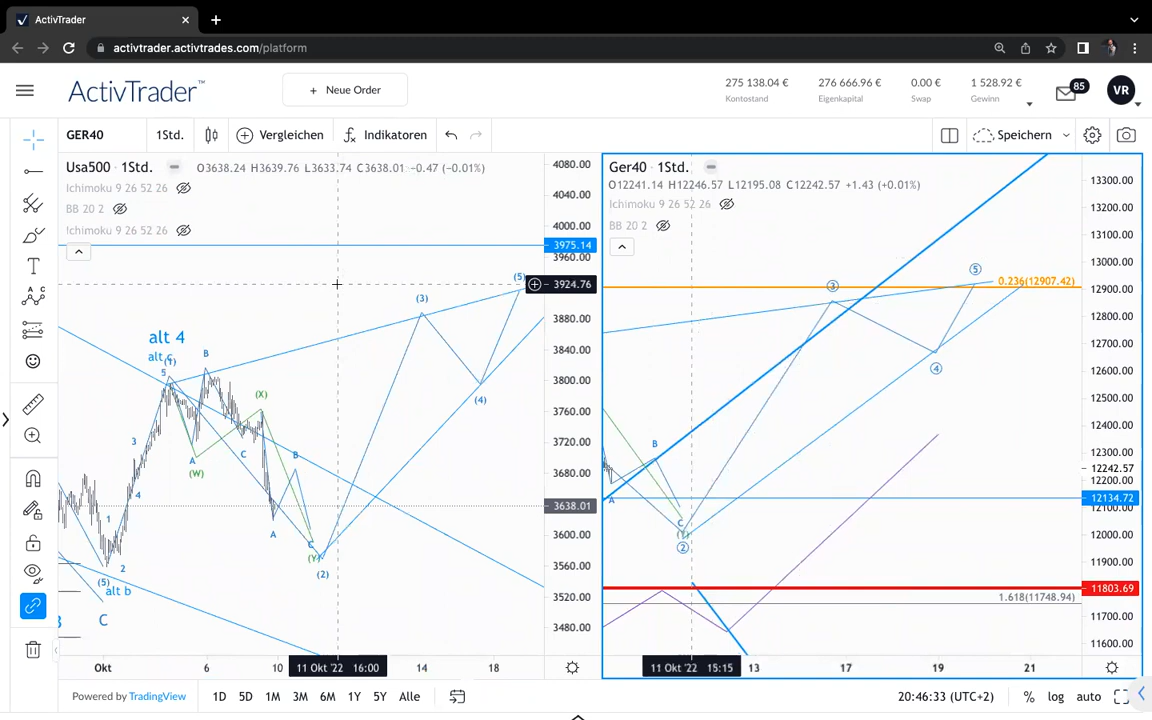 ActivTrader
activtrader.activtrades.com/platform
ActivTrader™
+ Neue Order
275 138.04 € 276 666.96 € 0.00 € 1 528.92 €
Kontostand Eigenkapital Swap Gewinn
85
VR
GER40 1Std. Vergleichen Indikatoren Speichern
Usa500 · 1Std. O3638.24 H3639.76 L3633.74 C3638.01 −0.47 (−0.01%)
Ichimoku 9 26 52 26
BB 20 2
Ichimoku 9 26 52 26
Ger40 · 1Std.
O12241.14 H12246.57 L12195.08 C12242.57 +1.43 (+0.01%)
Ichimoku 9 26 52 26
BB 20 2
4080.00
4040.00
4000.00
3975.14
3960.00
3924.76
3880.00
3840.00
3800.00
3760.00
3720.00
3680.00
3638.01
3600.00
3560.00
3520.00
3480.00
alt 4
alt c
(1)
5
B
(3)
(5)
(X)
(4)
3
A
(W)
C
B
4
1
A
C
(Y)
(2)
2
(5)
alt b
C
3
13300.00
13200.00
13100.00
13000.00
12900.00
12800.00
12700.00
12600.00
12500.00
12400.00
12300.00
12242.57
12200.00
12134.72
12100.00
12000.00
11900.00
11803.69
11700.00
11600.00
0.236(12907.42)
1.618(11748.94)
3
5
4
B
A
C
(Y)
2
Okt 6 10 11 Okt '22 16:00 14 18
11 Okt '22 15:15 13 17 19 21
Powered by TradingView 1D 5D 1M 3M 6M 1Y 5Y Alle 20:46:33 (UTC+2) % log auto